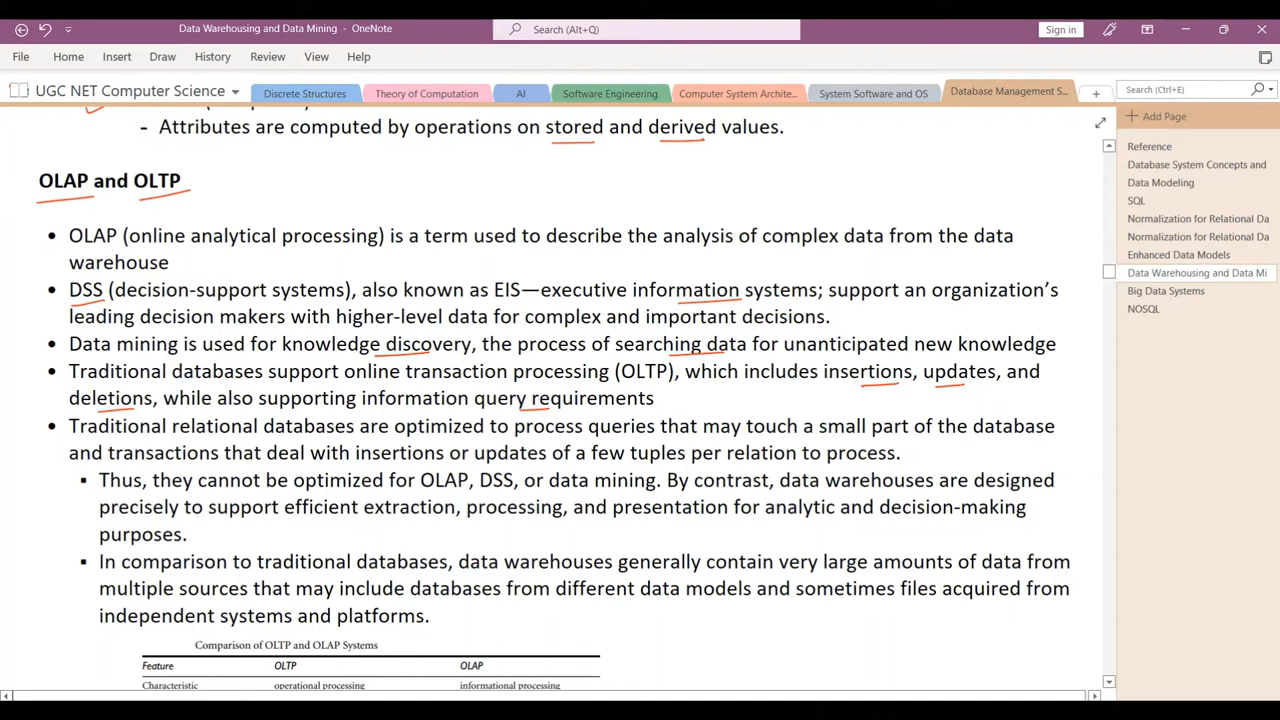 Data Warehousing and Data Mining - OneNote
Search (Alt+Q)
Sign in
File Home Insert Draw History Review View Help
UGC NET Computer Science
Discrete Structures
Theory of Computation
AI
Software Engineering
Computer System Archite...
System Software and OS
Database Management S...
Search (Ctrl+E)
- Attributes are computed by operations on stored and derived values.
OLAP and OLTP
• OLAP (online analytical processing) is a term used to describe the analysis of complex data from the data
warehouse
• DSS (decision-support systems), also known as EIS—executive information systems; support an organization's
leading decision makers with higher-level data for complex and important decisions.
• Data mining is used for knowledge discovery, the process of searching data for unanticipated new knowledge
• Traditional databases support online transaction processing (OLTP), which includes insertions, updates, and
deletions, while also supporting information query requirements
• Traditional relational databases are optimized to process queries that may touch a small part of the database
and transactions that deal with insertions or updates of a few tuples per relation to process.
▪ Thus, they cannot be optimized for OLAP, DSS, or data mining. By contrast, data warehouses are designed
precisely to support efficient extraction, processing, and presentation for analytic and decision-making
purposes.
▪ In comparison to traditional databases, data warehouses generally contain very large amounts of data from
multiple sources that may include databases from different data models and sometimes files acquired from
independent systems and platforms.
Comparison of OLTP and OLAP Systems
Feature OLTP OLAP
Characteristic operational processing informational processing
Add Page
Reference
Database System Concepts and
Data Modeling
SQL
Normalization for Relational Da
Normalization for Relational Da
Enhanced Data Models
Data Warehousing and Data Mi
Big Data Systems
NOSQL